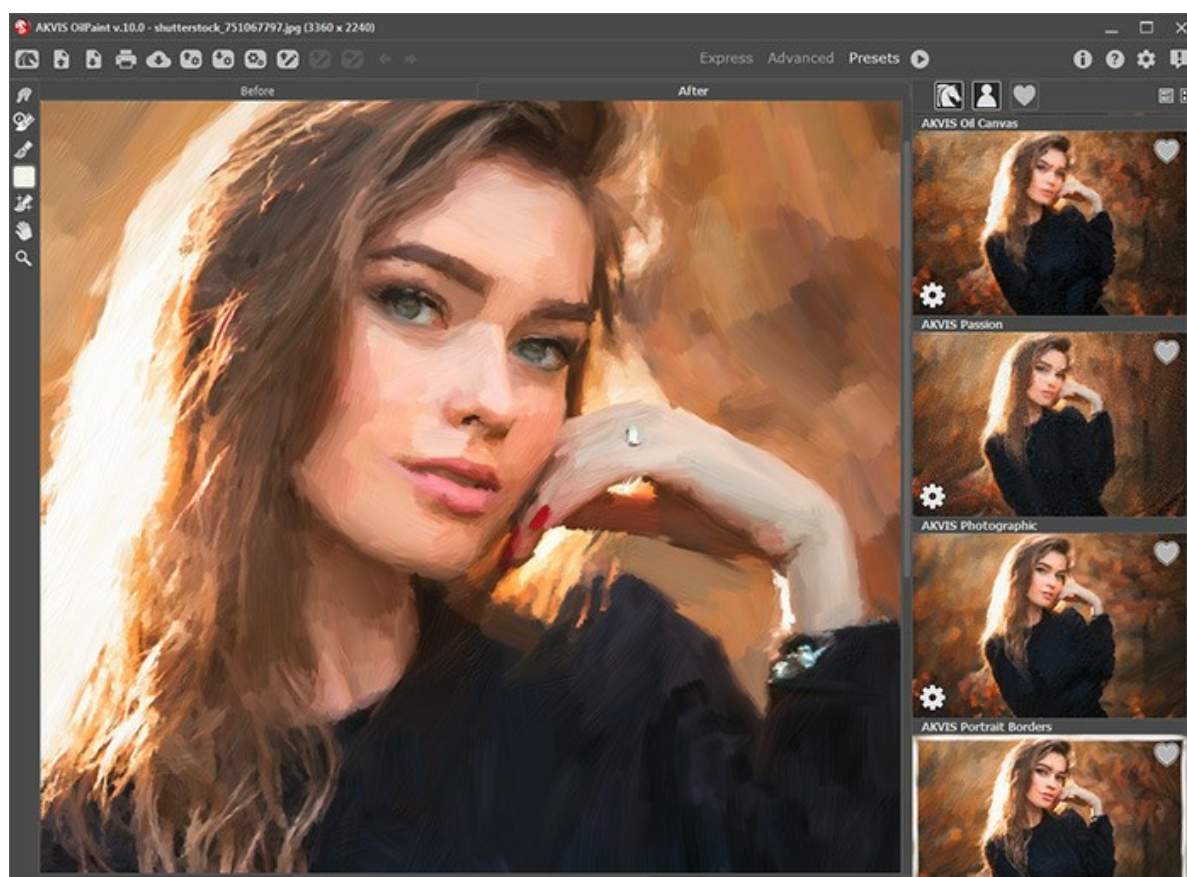 AKVIS OilPaint v.10.0 - shutterstock_751067797.jpg (3360 x 2240)
Express Advanced Presets
Before After
AKVIS Oil Canvas
AKVIS Passion
AKVIS Photographic
AKVIS Portrait Borders